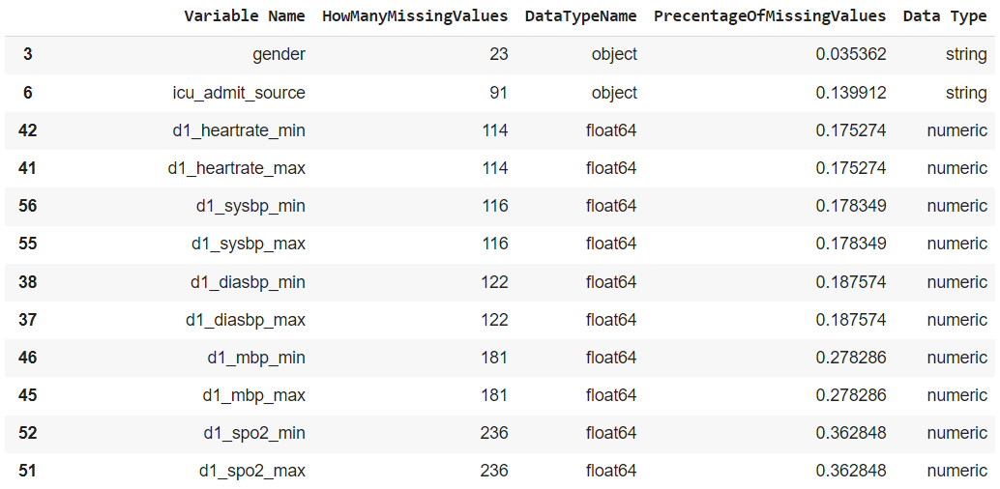 Variable Name HowManyMissingValues DataTypeName PrecentageOfMissingValues Data Type
3 gender 23 object 0.035362 string
6 icu_admit_source 91 object 0.139912 string
42 d1_heartrate_min 114 float64 0.175274 numeric
41 d1_heartrate_max 114 float64 0.175274 numeric
56 d1_sysbp_min 116 float64 0.178349 numeric
55 d1_sysbp_max 116 float64 0.178349 numeric
38 d1_diasbp_min 122 float64 0.187574 numeric
37 d1_diasbp_max 122 float64 0.187574 numeric
46 d1_mbp_min 181 float64 0.278286 numeric
45 d1_mbp_max 181 float64 0.278286 numeric
52 d1_spo2_min 236 float64 0.362848 numeric
51 d1_spo2_max 236 float64 0.362848 numeric